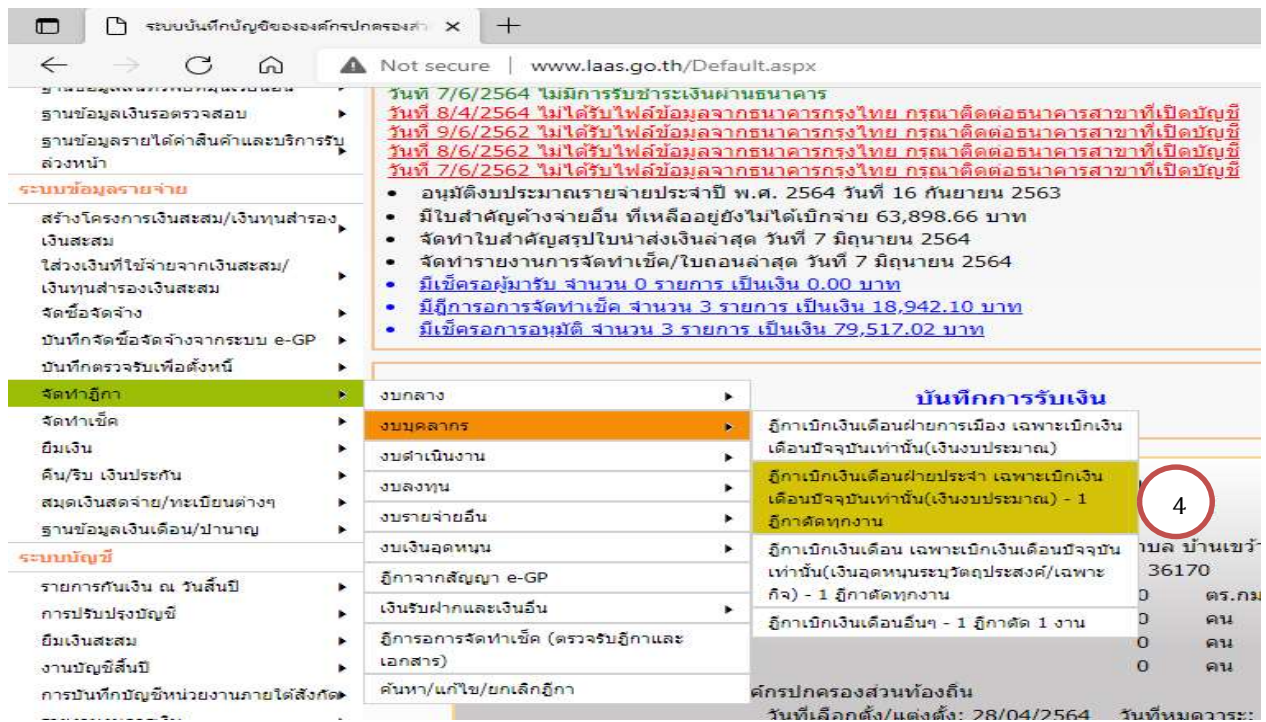 ระบบบันทึกบัญชีขององค์กรปกครองส่ว
Not secure | www.laas.go.th/Default.aspx
ฐานข้อมูลเงินรอตรวจสอบ
ฐานข้อมูลรายได้ค่าสินค้าและบริการรับ
ล่วงหน้า
ระบบข้อมูลรายจ่าย
สร้างโครงการเงินสะสม/เงินทุนสำรอง
เงินสะสม
ใส่วงเงินที่ใช้จ่ายจากเงินสะสม/
เงินทุนสำรองเงินสะสม
จัดซื้อจัดจ้าง
บันทึกจัดซื้อจัดจ้างจากระบบ e-GP
บันทึกตรวจรับเพื่อตั้งหนี้
จัดทำฎีกา
จัดทำเช็ค
ยืมเงิน
คืน/ริบ เงินประกัน
สมุดเงินสดจ่าย/ทะเบียนต่างๆ
ฐานข้อมูลเงินเดือน/บำนาญ
ระบบบัญชี
รายการกันเงิน ณ วันสิ้นปี
การปรับปรุงบัญชี
ยืมเงินสะสม
งานบัญชีสิ้นปี
การบันทึกบัญชีหน่วยงานภายใต้สังกัด
วันที่ 7/6/2564 ไม่มีการรับชำระเงินผ่านธนาคาร
วันที่ 8/4/2564 ไม่ได้รับไฟล์ข้อมูลจากธนาคารกรุงไทย กรุณาติดต่อธนาคารสาขาที่เปิดบัญชี
วันที่ 9/6/2562 ไม่ได้รับไฟล์ข้อมูลจากธนาคารกรุงไทย กรุณาติดต่อธนาคารสาขาที่เปิดบัญชี
วันที่ 8/6/2562 ไม่ได้รับไฟล์ข้อมูลจากธนาคารกรุงไทย กรุณาติดต่อธนาคารสาขาที่เปิดบัญชี
วันที่ 7/6/2562 ไม่ได้รับไฟล์ข้อมูลจากธนาคารกรุงไทย กรุณาติดต่อธนาคารสาขาที่เปิดบัญชี
• อนุมัติงบประมาณรายจ่ายประจำปี พ.ศ. 2564 วันที่ 16 กันยายน 2563
• มีใบสำคัญค้างจ่ายอื่น ที่เหลืออยู่ยังไม่ได้เบิกจ่าย 63,898.66 บาท
• จัดทำใบสำคัญสรุปใบนำส่งเงินล่าสุด วันที่ 7 มิถุนายน 2564
• จัดทำรายงานการจัดทำเช็ค/ใบถอนล่าสุด วันที่ 7 มิถุนายน 2564
• มีเช็ครอผู้มารับ จำนวน 0 รายการ เป็นเงิน 0.00 บาท
• มีฎีการอการจัดทำเช็ค จำนวน 3 รายการ เป็นเงิน 18,942.10 บาท
• มีเช็ครอการอนุมัติ จำนวน 3 รายการ เป็นเงิน 79,517.02 บาท
บันทึกการรับเงิน
งบกลาง
งบบุคลากร
งบดำเนินงาน
งบลงทุน
งบรายจ่ายอื่น
งบเงินอุดหนุน
ฎีกาจากสัญญา e-GP
เงินรับฝากและเงินอื่น
ฎีการอการจัดทำเช็ค (ตรวจรับฎีกาและ
เอกสาร)
ค้นหา/แก้ไข/ยกเลิกฎีกา
ฎีกาเบิกเงินเดือนฝ่ายการเมือง เฉพาะเบิกเงิน
เดือนปัจจุบันเท่านั้น(เงินงบประมาณ)
ฎีกาเบิกเงินเดือนฝ่ายประจำ เฉพาะเบิกเงิน
เดือนปัจจุบันเท่านั้น(เงินงบประมาณ) - 1
ฎีกาตัดทุกงาน
ฎีกาเบิกเงินเดือน เฉพาะเบิกเงินเดือนปัจจุบัน
เท่านั้น(เงินอุดหนุนระบุวัตถุประสงค์/เฉพาะ
กิจ) - 1 ฎีกาตัดทุกงาน
ฎีกาเบิกเงินเดือนอื่นๆ - 1 ฎีกาตัด 1 งาน
4
าบล บ้านเขว้า
36170
0 ตร.กม
0 คน
0 คน
0 คน
ค์กรปกครองส่วนท้องถิ่น
วันที่เลือกตั้ง/แต่งตั้ง: 28/04/2564 วันที่หมดวาระ: